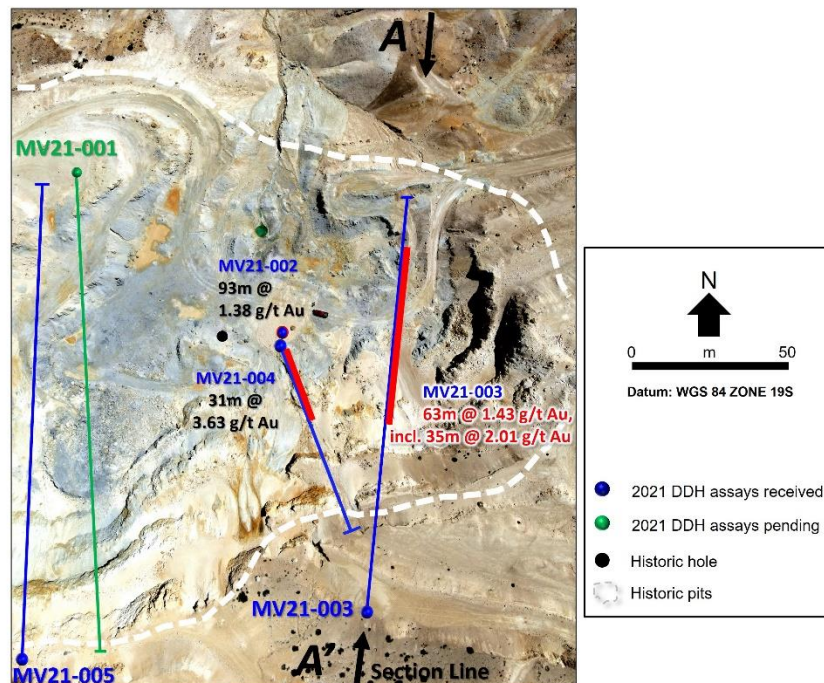 A
MV21-001
MV21-002
93m @
1.38 g/t Au
MV21-004
31m @
3.63 g/t Au
MV21-003
63m @ 1.43 g/t Au,
incl. 35m @ 2.01 g/t Au
MV21-003
MV21-005
A'
Section Line
N
0 m 50
Datum: WGS 84 ZONE 19S
2021 DDH assays received
2021 DDH assays pending
Historic hole
Historic pits